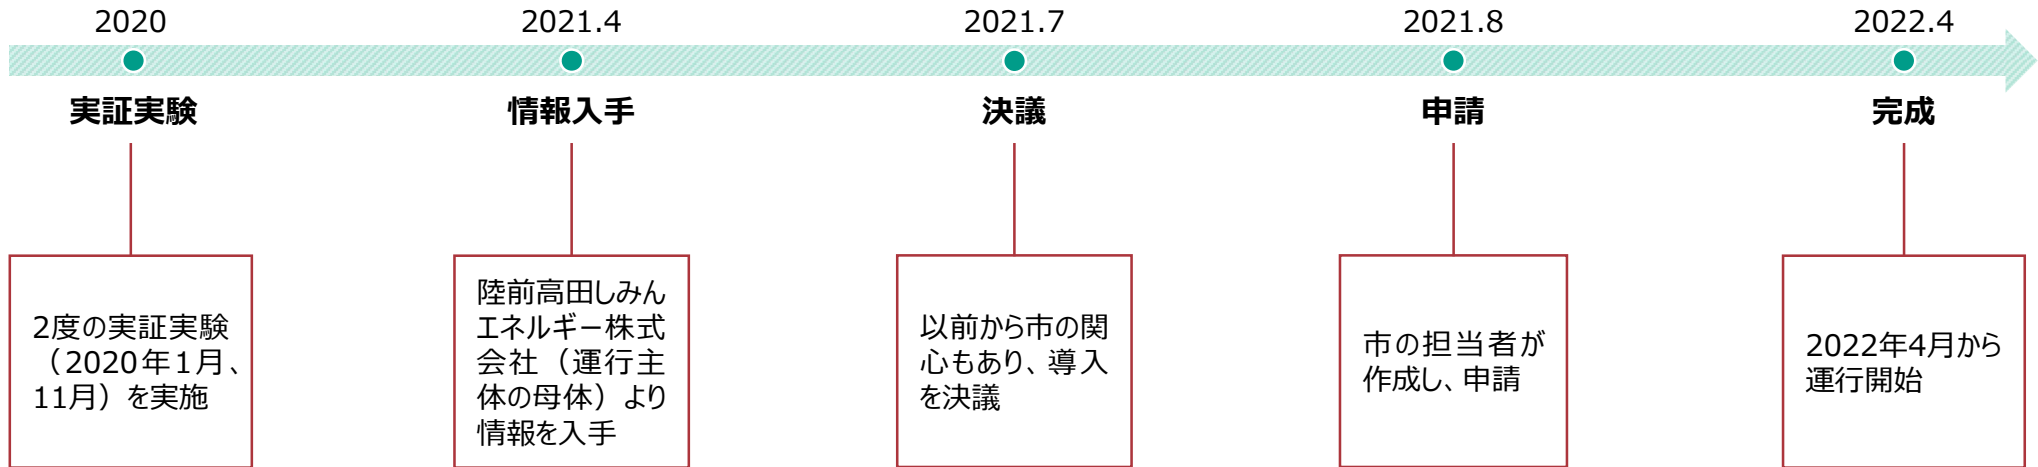 2020
実証実験
2度の実証実験
（2020年1月、
11月）を実施
2021.4
情報入手
陸前高田しみん
エネルギー株式
会社（運行主
体の母体）より
情報を入手
2021.7
決議
以前から市の関
心もあり、導入
を決議
2021.8
申請
市の担当者が
作成し、申請
2022.4
完成
2022年4月から
運行開始